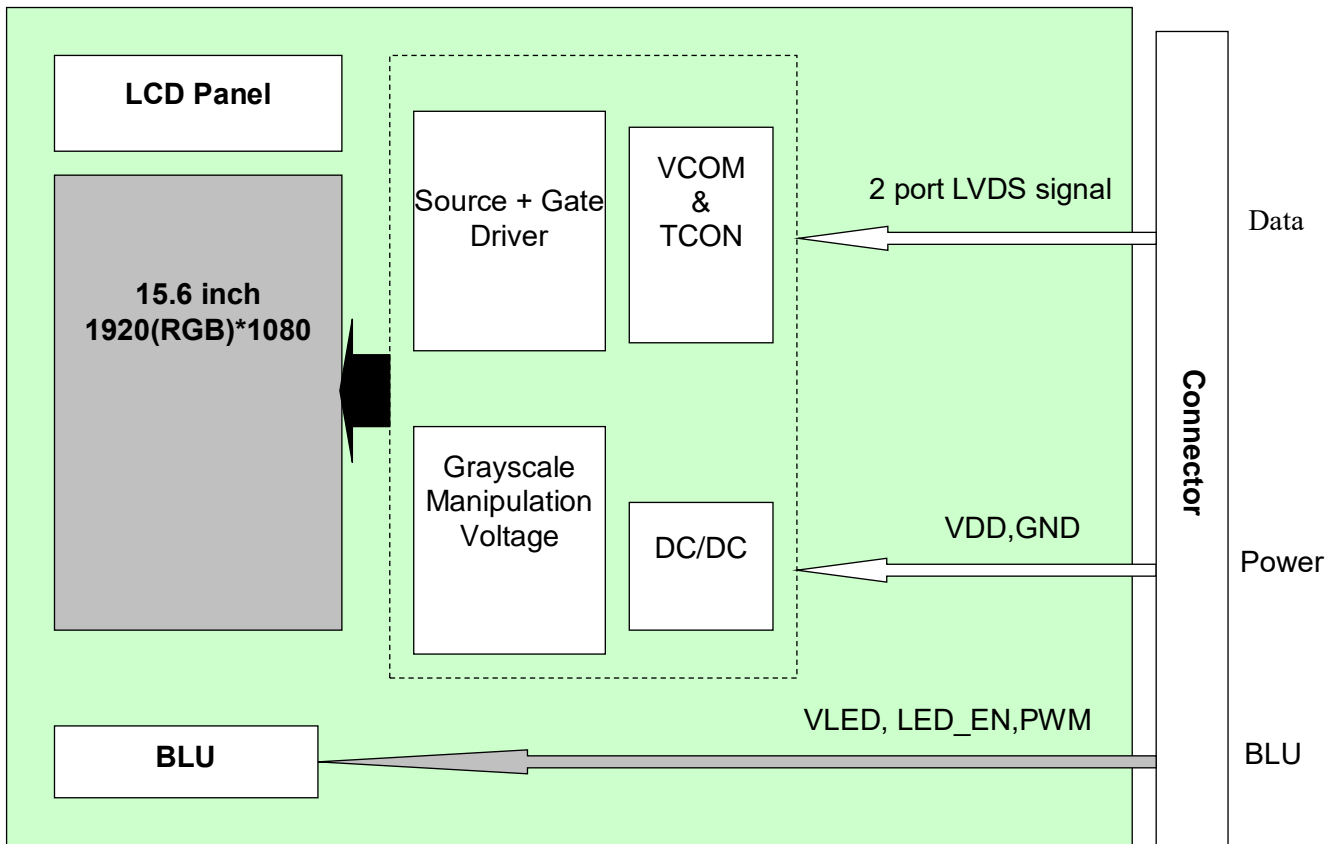 LCD Panel
15.6 inch
1920(RGB)*1080
Source + Gate
Driver
VCOM
&
TCON
Grayscale
Manipulation
Voltage
DC/DC
2 port LVDS signal
VDD,GND
VLED, LED_EN,PWM
BLU
Connector
Data
Power
BLU